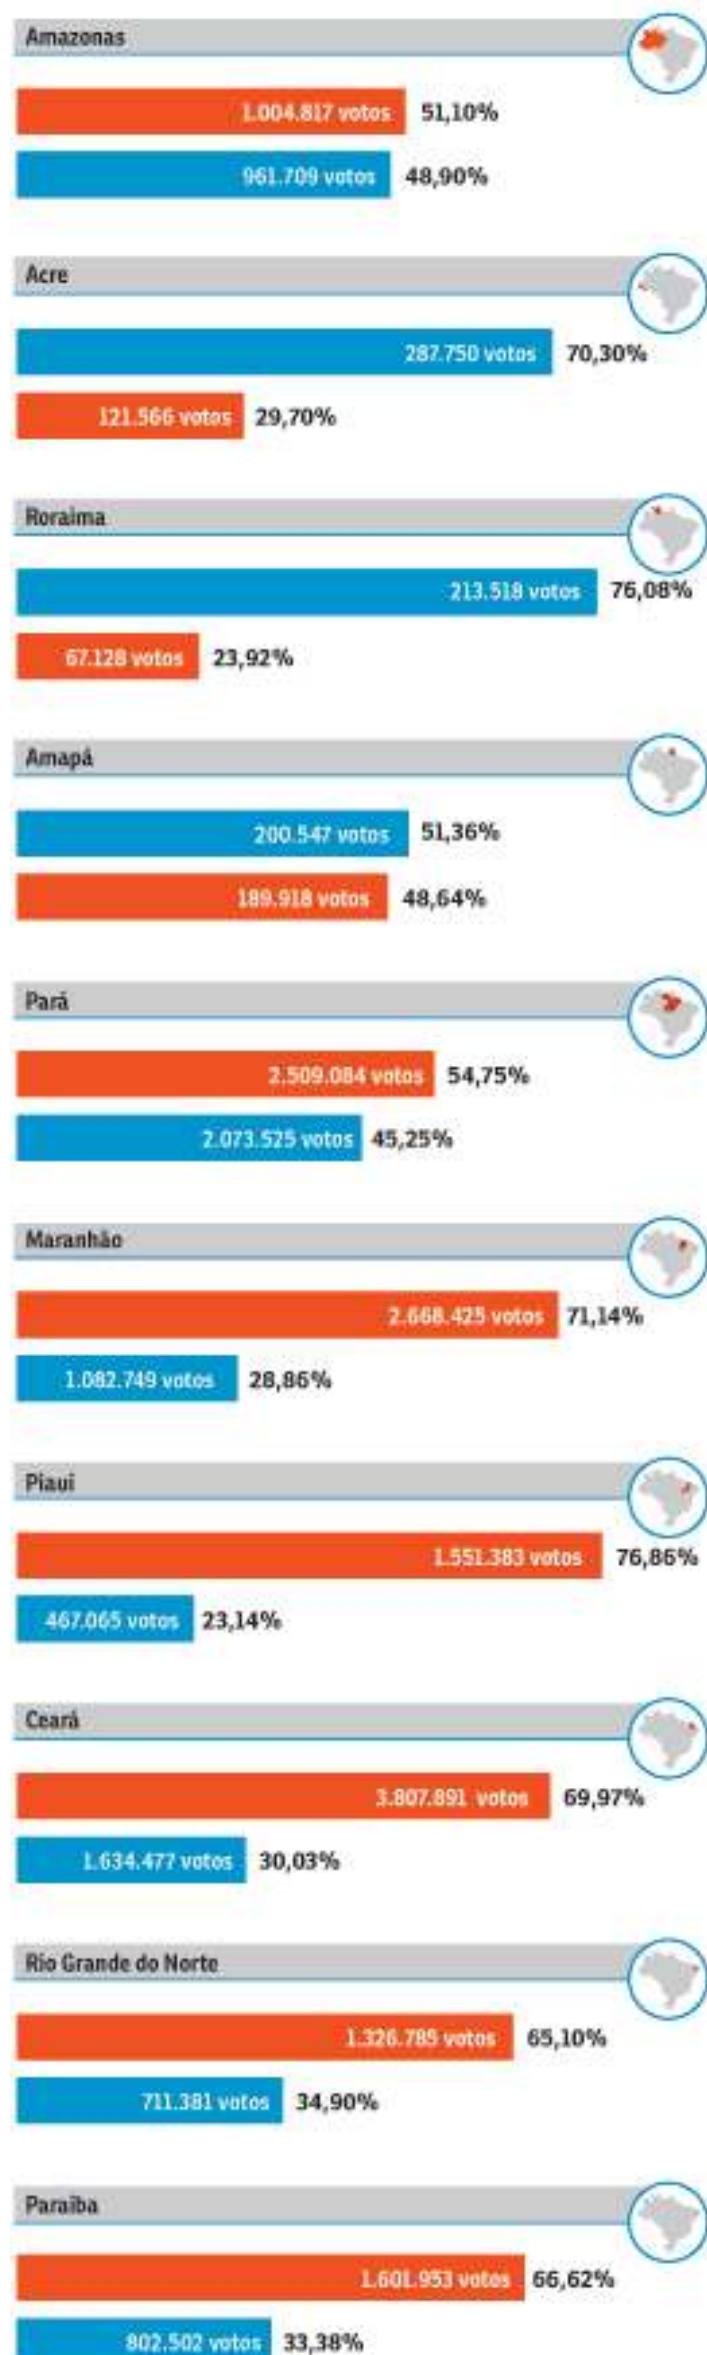 Amazonas
1.004.817 votos 51,10%
961.709 votos 48,90%
Acre
287.750 votos 70,30%
121.566 votos 29,70%
Roraima
213.518 votos 76,08%
67.128 votos 23,92%
Amapá
200.547 votos 51,36%
189.918 votos 48,64%
Pará
2.509.084 votos 54,75%
2.073.525 votos 45,25%
Maranhão
2.668.425 votos 71,14%
1.082.749 votos 28,86%
Piauí
1.551.383 votos 76,86%
467.065 votos 23,14%
Ceará
3.807.891 votos 69,97%
1.634.477 votos 30,03%
Rio Grande do Norte
1.326.785 votos 65,10%
711.381 votos 34,90%
Paraíba
1.601.953 votos 66,62%
802.502 votos 33,38%